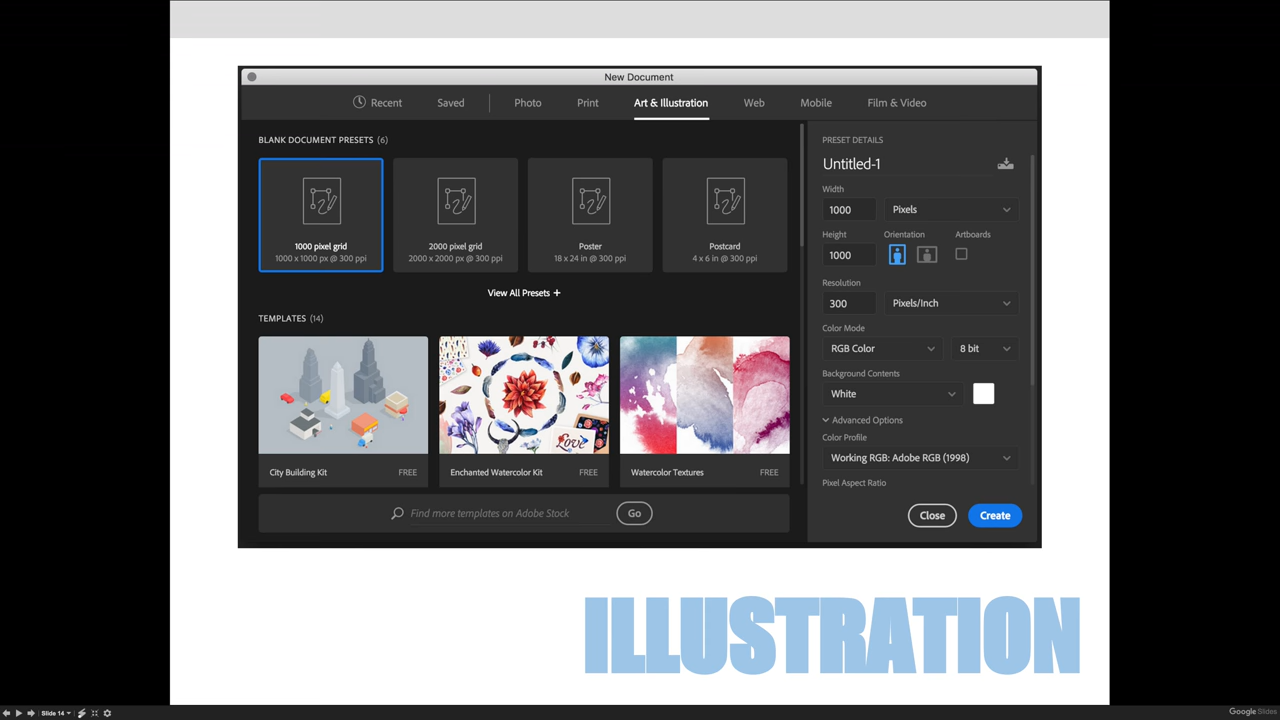 New Document
Recent Saved Photo Print Art & Illustration Web Mobile Film & Video
BLANK DOCUMENT PRESETS (6)
1000 pixel grid
1000 x 1000 px @ 300 ppi
2000 pixel grid
2000 x 2000 px @ 300 ppi
Poster
18 x 24 in @ 300 ppi
Postcard
4 x 6 in @ 300 ppi
View All Presets +
TEMPLATES (14)
Love
City Building Kit FREE
Enchanted Watercolor Kit FREE
Watercolor Textures FREE
Find more templates on Adobe Stock Go
PRESET DETAILS
Untitled-1
Width
1000 Pixels
Height Orientation Artboards
1000
Resolution
300 Pixels/Inch
Color Mode
RGB Color 8 bit
Background Contents
White
Advanced Options
Color Profile
Working RGB: Adobe RGB (1998)
Pixel Aspect Ratio
Close Create
ILLUSTRATION
Slide 14
Google Slides